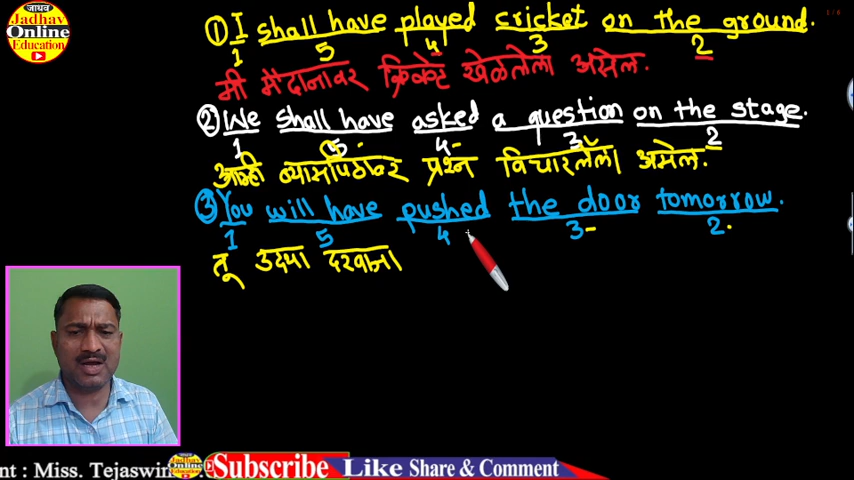 जाधव
Jadhav
Online
Education
① I shall have played cricket on the ground.
1 5 4 3 2
मी मैदानावर क्रिकेट खेळलेला असेल.
② We shall have asked a question on the stage.
1 5 4 3 2
आम्ही व्यासपिठावर प्रश्न विचारलेला असेल.
③ You will have pushed the door tomorrow.
1 5 4 3 2
तू उदया दरवाजा
nt : Miss. Tejaswin
Subscribe Like Share & Comment